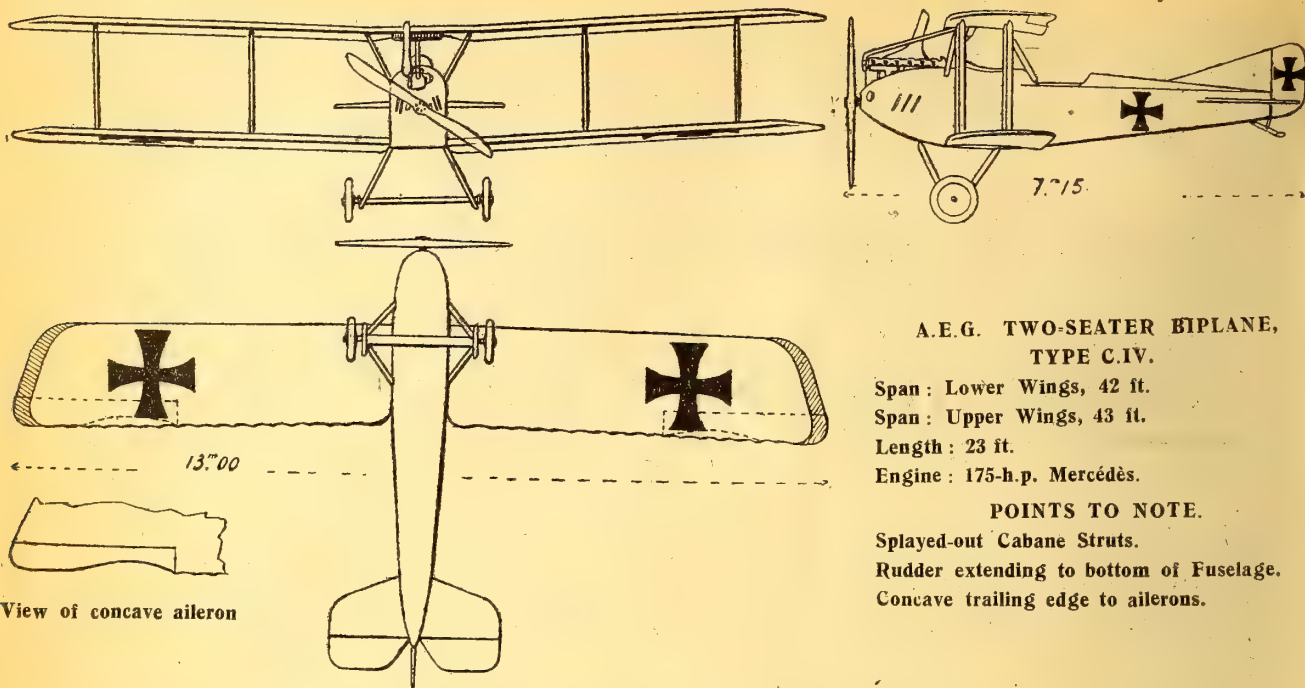 7.ᵐ15
A.E.G. TWO-SEATER BIPLANE,
TYPE C.IV.
Span : Lower Wings, 42 ft.
Span : Upper Wings, 43 ft.
Length : 23 ft.
Engine : 175-h.p. Mercédès.
POINTS TO NOTE.
Splayed-out Cabane Struts.
Rudder extending to bottom of Fuselage.
Concave trailing edge to ailerons.
13.ᵐ00
View of concave aileron